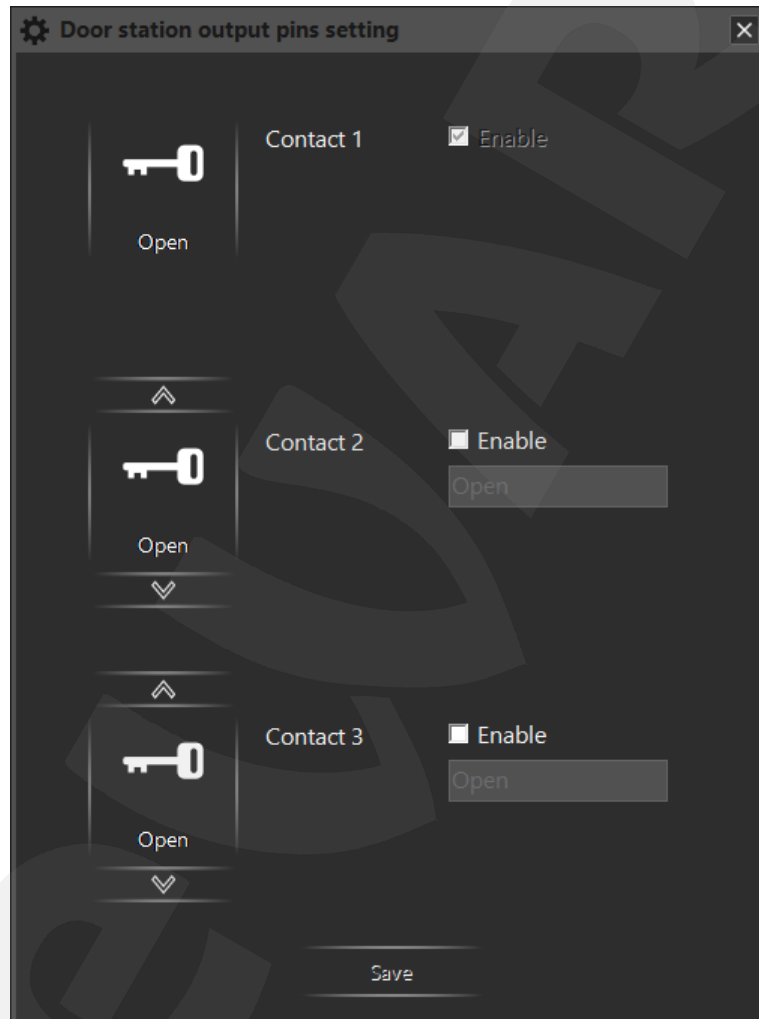 Door station output pins setting
Contact 1
Enable
Open
Contact 2
Enable
Open
Open
Contact 3
Enable
Open
Open
Save